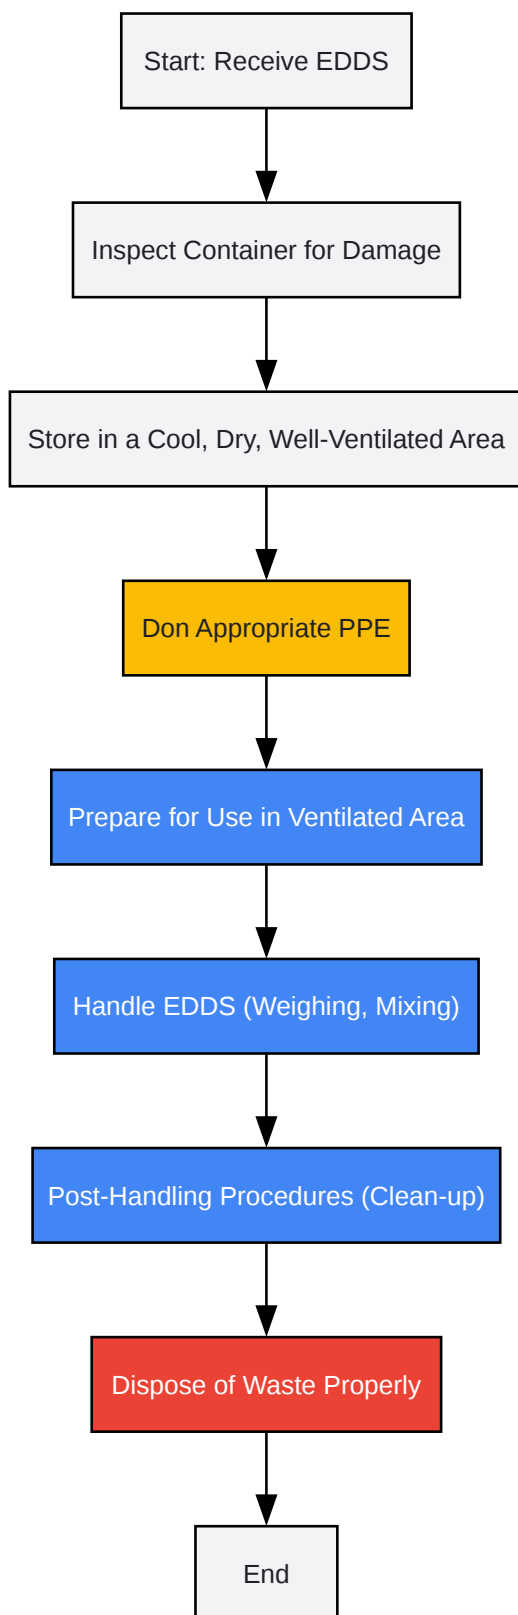 Start: Receive EDDS
Inspect Container for Damage
Store in a Cool, Dry, Well-Ventilated Area
Don Appropriate PPE
Prepare for Use in Ventilated Area
Handle EDDS (Weighing, Mixing)
Post-Handling Procedures (Clean-up)
Dispose of Waste Properly
End